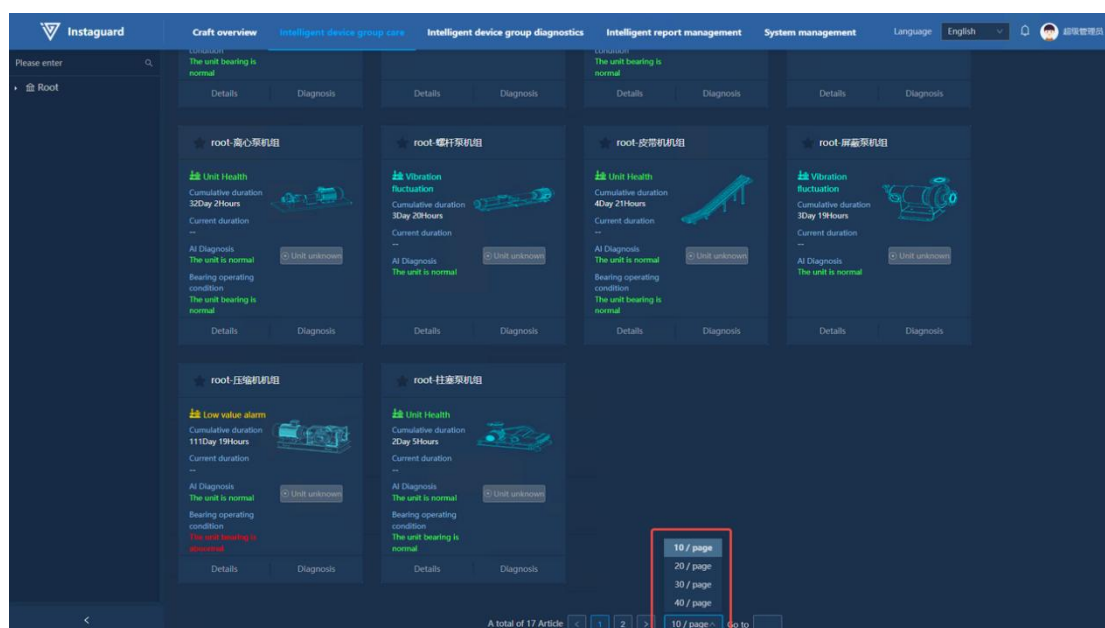 Instaguard
Craft overview
Intelligent device group care
Intelligent device group diagnostics
Intelligent report management
System management
Language
English
超级管理员
Please enter
Root
condition
The unit bearing is
normal
condition
The unit bearing is
normal
Details Diagnosis
Details Diagnosis
Details Diagnosis
Details Diagnosis
root-离心泵机组
Unit Health
Cumulative duration
32Day 2Hours
Current duration
--
AI Diagnosis
The unit is normal
Unit unknown
Bearing operating
condition
The unit bearing is
normal
Details Diagnosis
root-螺杆泵机组
Vibration
fluctuation
Cumulative duration
3Day 20Hours
Current duration
--
AI Diagnosis
The unit is normal
Unit unknown
Details Diagnosis
root-皮带机机组
Unit Health
Cumulative duration
4Day 21Hours
Current duration
--
AI Diagnosis
The unit is normal
Unit unknown
Bearing operating
condition
The unit bearing is
normal
Details Diagnosis
root-屏蔽泵机组
Vibration
fluctuation
Cumulative duration
3Day 19Hours
Current duration
--
AI Diagnosis
The unit is normal
Unit unknown
Details Diagnosis
root-压缩机机组
Low value alarm
Cumulative duration
111Day 19Hours
Current duration
--
AI Diagnosis
The unit is normal
Unit unknown
Bearing operating
condition
The unit bearing is
abnormal
Details Diagnosis
root-柱塞泵机组
Unit Health
Cumulative duration
2Day 5Hours
Current duration
--
AI Diagnosis
The unit is normal
Unit unknown
Bearing operating
condition
The unit bearing is
normal
Details Diagnosis
10 / page
20 / page
30 / page
40 / page
A total of 17 Article < 1 2 > 10 / page Go to
<